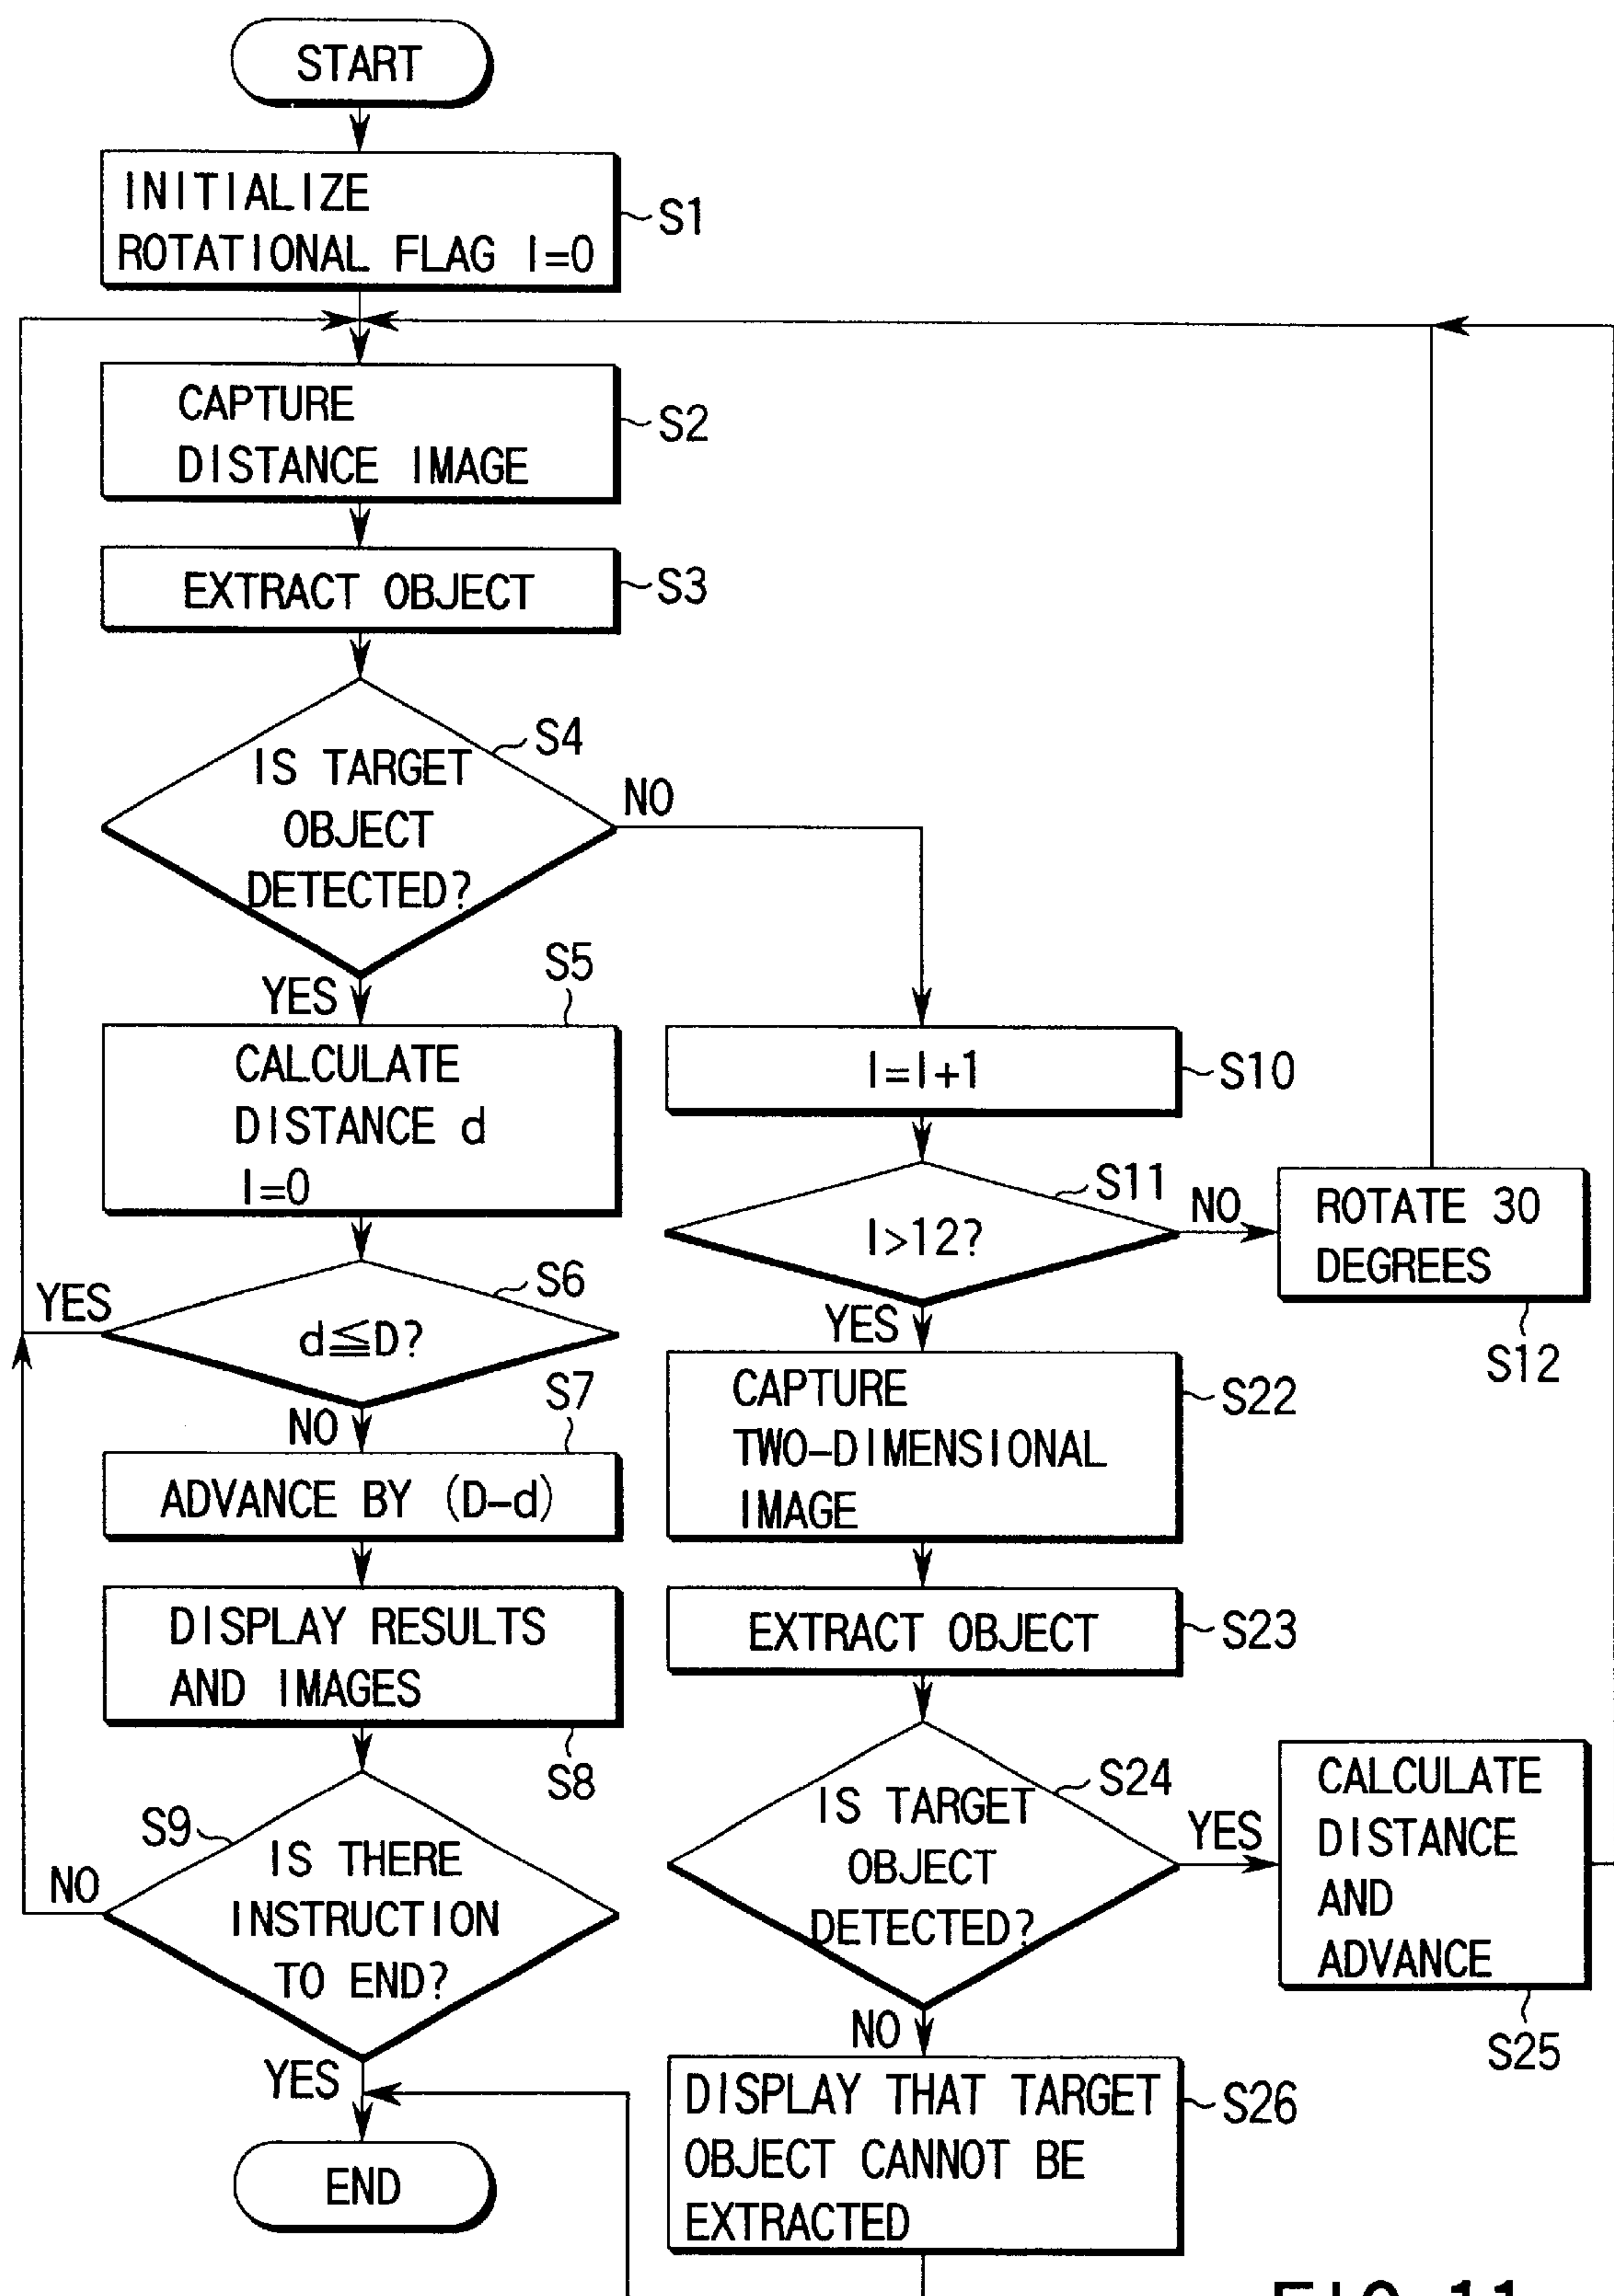 START
INITIALIZE
ROTATIONAL FLAG I=0
S1
CAPTURE
DISTANCE IMAGE
S2
EXTRACT OBJECT
S3
IS TARGET
OBJECT
DETECTED?
S4
NO
YES
S5
CALCULATE
DISTANCE d
I=0
I=I+1
S10
I>12?
S11
NO
ROTATE 30
DEGREES
S12
YES
S6
d≦D?
YES
NO
S7
ADVANCE BY (D-d)
CAPTURE
TWO-DIMENSIONAL
IMAGE
S22
DISPLAY RESULTS
AND IMAGES
S8
EXTRACT OBJECT
S23
S9
IS THERE
INSTRUCTION
TO END?
NO
YES
IS TARGET
OBJECT
DETECTED?
S24
YES
CALCULATE
DISTANCE
AND
ADVANCE
S25
NO
DISPLAY THAT TARGET
OBJECT CANNOT BE
EXTRACTED
S26
END